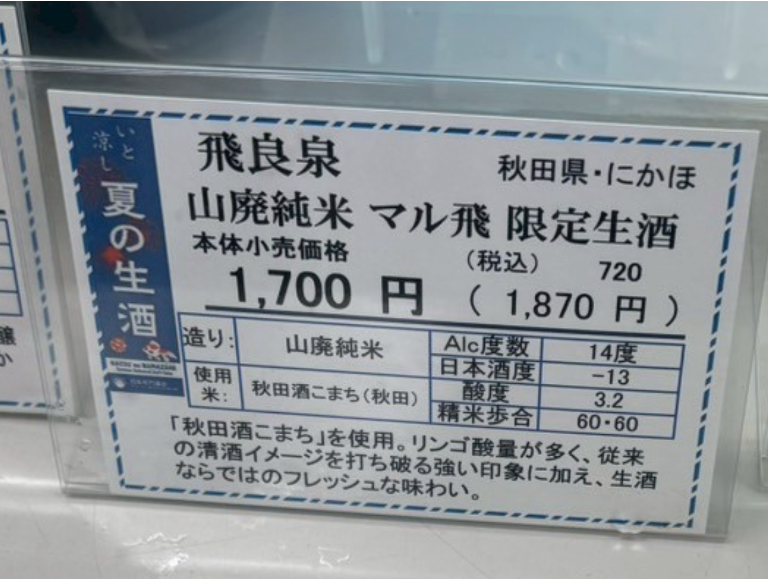 いと
涼し
夏の生酒
NATSU no NAMAZAKE
飛良泉
秋田県・にかほ
山廃純米 マル飛 限定生酒
本体小売価格
(税込) 720
1,700 円 ( 1,870 円 )
造り: 山廃純米
Alc度数 14度
日本酒度 -13
使用米: 秋田酒こまち(秋田)
酸度 3.2
精米歩合 60・60
「秋田酒こまち」を使用。リンゴ酸量が多く、従来
の清酒イメージを打ち破る強い印象に加え、生酒
ならではのフレッシュな味わい。
醸
か